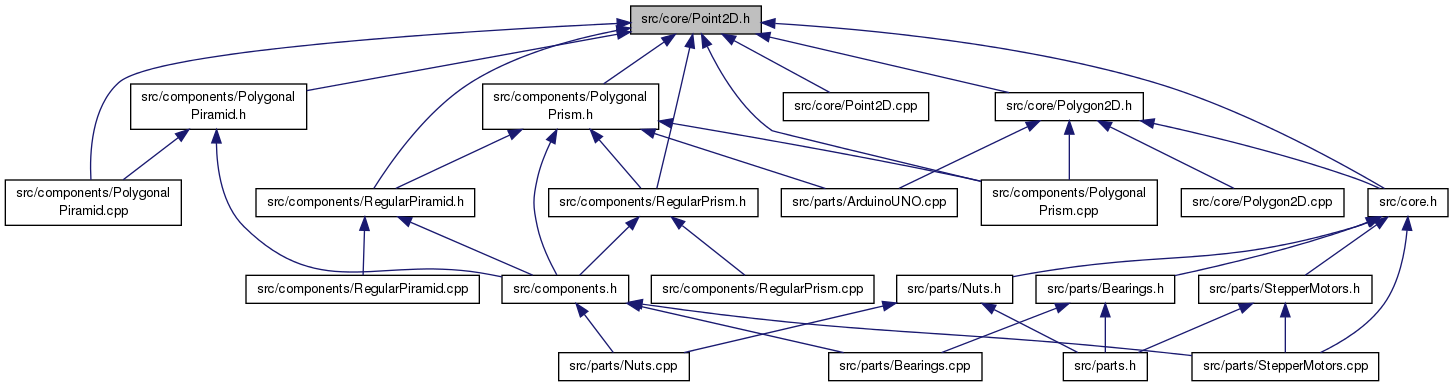 src/core/Point2D.h
src/components/Polygonal
Piramid.h
src/components/Polygonal
Prism.h
src/core/Point2D.cpp
src/core/Polygon2D.h
src/components/Polygonal
Piramid.cpp
src/components/RegularPiramid.h
src/components/RegularPrism.h
src/parts/ArduinoUNO.cpp
src/components/Polygonal
Prism.cpp
src/core/Polygon2D.cpp
src/core.h
src/components/RegularPiramid.cpp
src/components.h
src/components/RegularPrism.cpp
src/parts/Nuts.h
src/parts/Bearings.h
src/parts/StepperMotors.h
src/parts/Nuts.cpp
src/parts/Bearings.cpp
src/parts.h
src/parts/StepperMotors.cpp